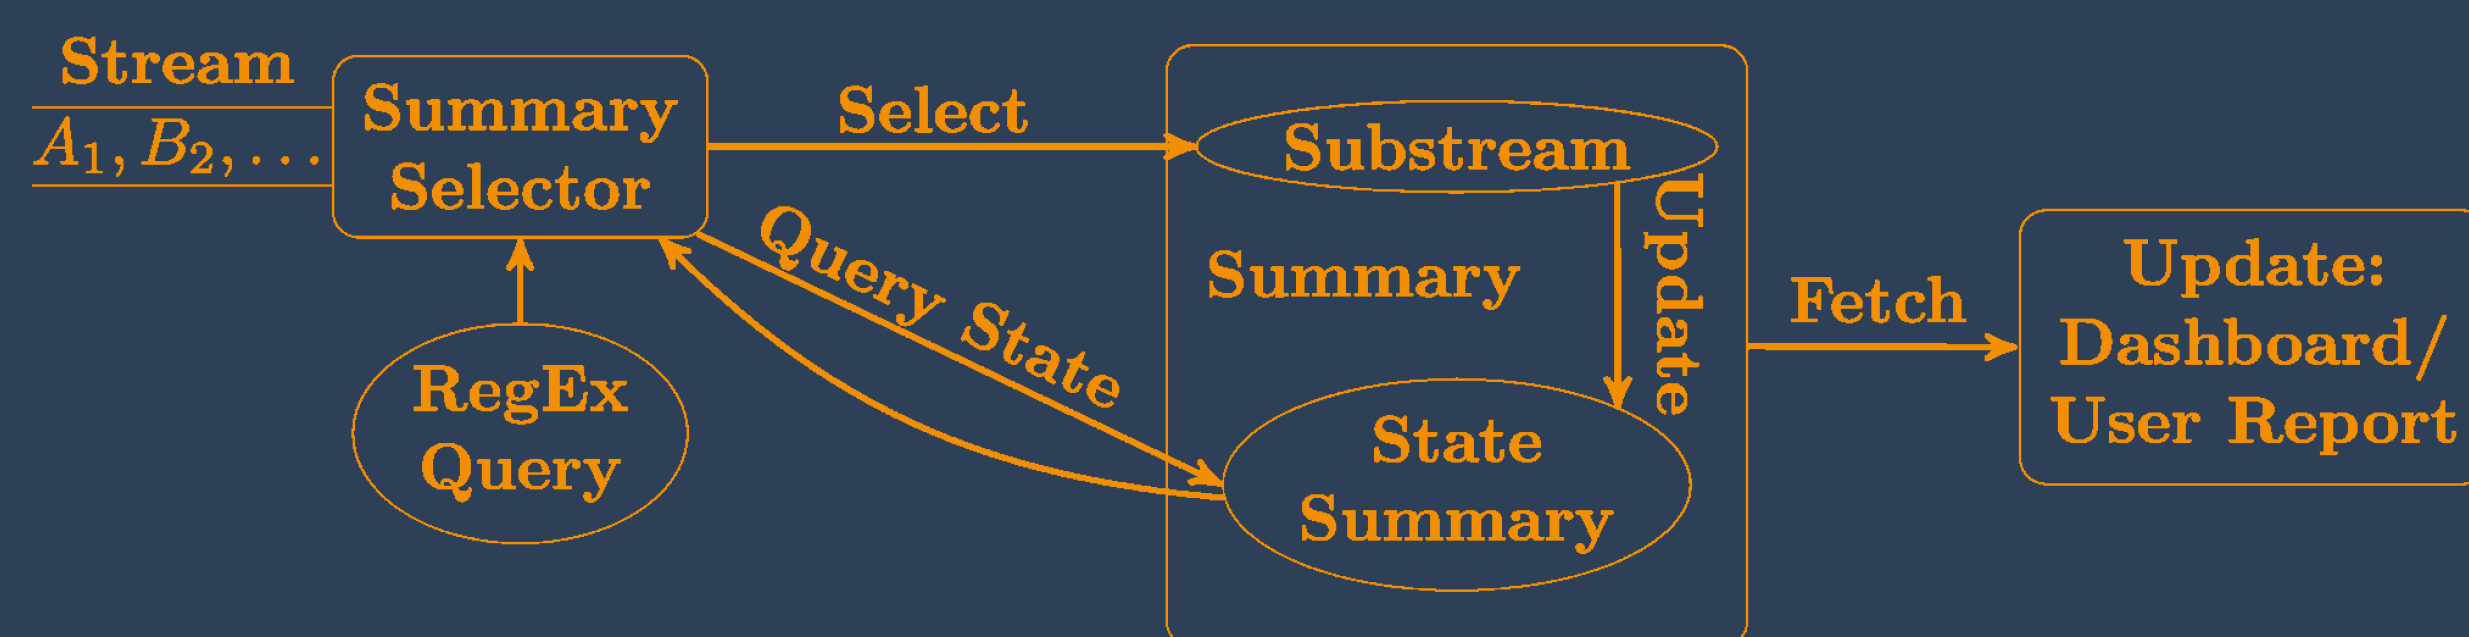 Stream
A₁, B₂, ...
Summary
Selector
RegEx
Query
Select
Query State
Substream
Update
Summary
State
Summary
Fetch
Update:
Dashboard/
User Report